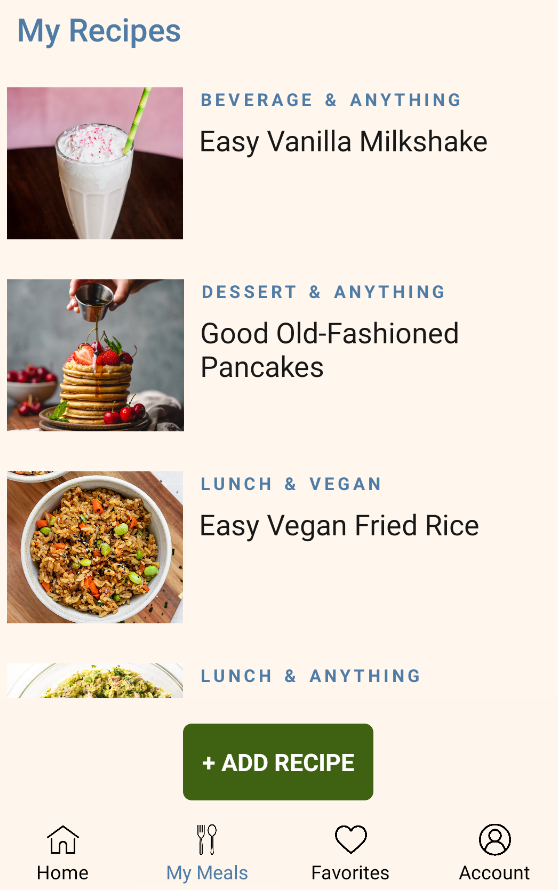 My Recipes
BEVERAGE & ANYTHING
Easy Vanilla Milkshake
DESSERT & ANYTHING
Good Old-Fashioned
Pancakes
LUNCH & VEGAN
Easy Vegan Fried Rice
LUNCH & ANYTHING
+ ADD RECIPE
Home
My Meals
Favorites
Account